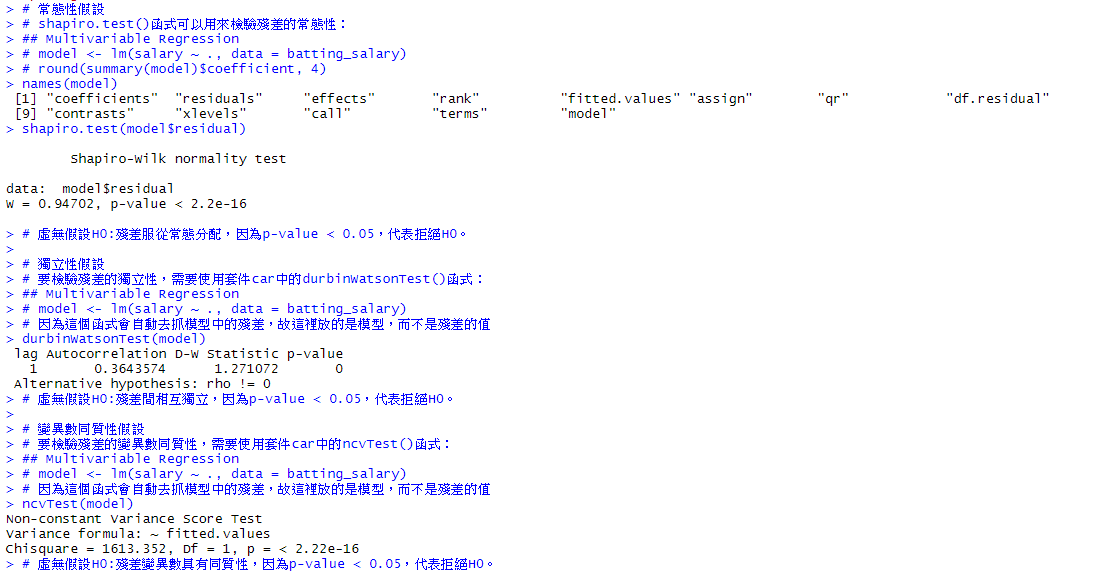 > # 常態性假設
> # shapiro.test()函式可以用來檢驗殘差的常態性：
> ## Multivariable Regression
> # model <- lm(salary ~ ., data = batting_salary)
> # round(summary(model)$coefficient, 4)
> names(model)
 [1] "coefficients"  "residuals"     "effects"       "rank"          "fitted.values" "assign"        "qr"            "df.residual"
 [9] "contrasts"     "xlevels"       "call"          "terms"         "model"
> shapiro.test(model$residual)
        Shapiro-Wilk normality test
data:  model$residual
W = 0.94702, p-value < 2.2e-16
> # 虛無假設H0:殘差服從常態分配，因為p-value < 0.05，代表拒絕H0。
>
> # 獨立性假設
> # 要檢驗殘差的獨立性，需要使用套件car中的durbinWatsonTest()函式：
> ## Multivariable Regression
> # model <- lm(salary ~ ., data = batting_salary)
> # 因為這個函式會自動去抓模型中的殘差，故這裡放的是模型，而不是殘差的值
> durbinWatsonTest(model)
 lag Autocorrelation D-W Statistic p-value
   1       0.3643574      1.271072       0
 Alternative hypothesis: rho != 0
> # 虛無假設H0:殘差間相互獨立，因為p-value < 0.05，代表拒絕H0。
>
> # 變異數同質性假設
> # 要檢驗殘差的變異數同質性，需要使用套件car中的ncvTest()函式：
> ## Multivariable Regression
> # model <- lm(salary ~ ., data = batting_salary)
> # 因為這個函式會自動去抓模型中的殘差，故這裡放的是模型，而不是殘差的值
> ncvTest(model)
Non-constant Variance Score Test
Variance formula: ~ fitted.values
Chisquare = 1613.352, Df = 1, p = < 2.22e-16
> # 虛無假設H0:殘差變異數具有同質性，因為p-value < 0.05，代表拒絕H0。